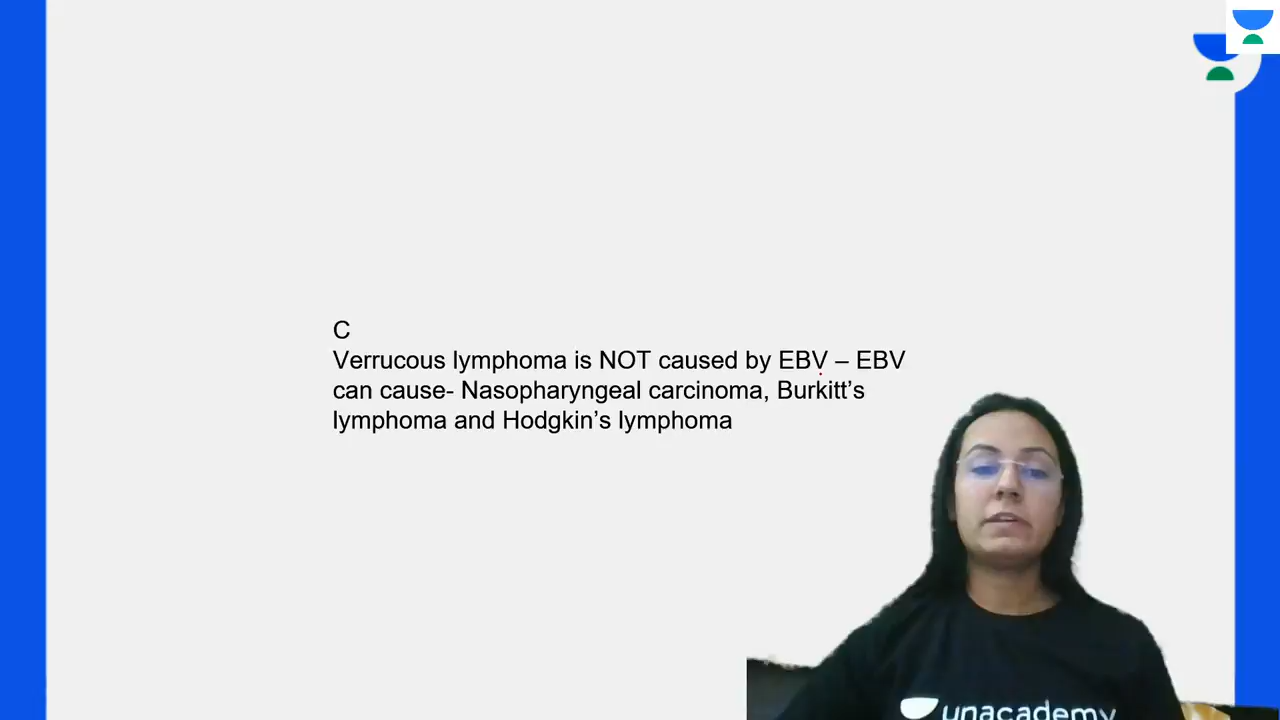 C
Verrucous lymphoma is NOT caused by EBV – EBV
can cause- Nasopharyngeal carcinoma, Burkitt’s
lymphoma and Hodgkin’s lymphoma
unacademy